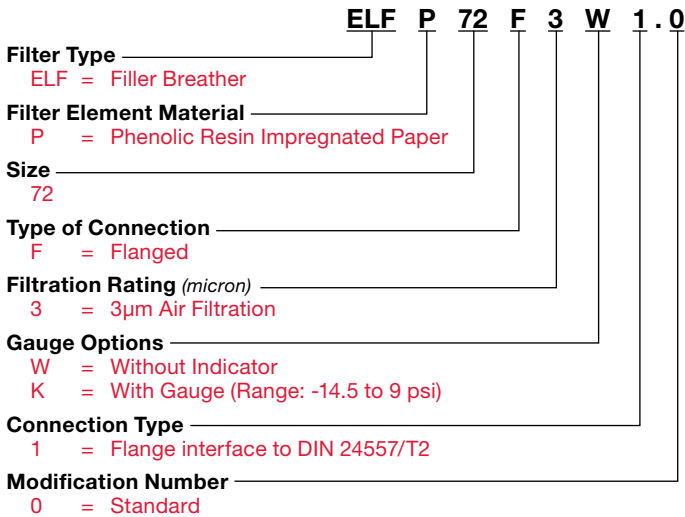 ELF P 72 F 3 W 1 . 0
Filter Type
ELF = Filler Breather
Filter Element Material
P = Phenolic Resin Impregnated Paper
Size
72
Type of Connection
F = Flanged
Filtration Rating (micron)
3 = 3µm Air Filtration
Gauge Options
W = Without Indicator
K = With Gauge (Range: -14.5 to 9 psi)
Connection Type
1 = Flange interface to DIN 24557/T2
Modification Number
0 = Standard